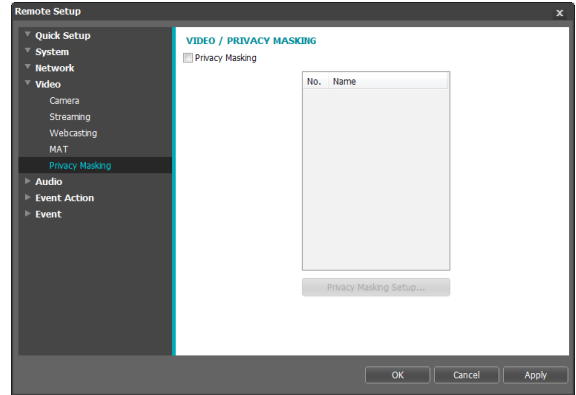 Remote Setup
x
Quick Setup
System
Network
Video
Camera
Streaming
Webcasting
MAT
Privacy Masking
Audio
Event Action
Event
VIDEO / PRIVACY MASKING
Privacy Masking
No. Name
Privacy Masking Setup...
OK Cancel Apply